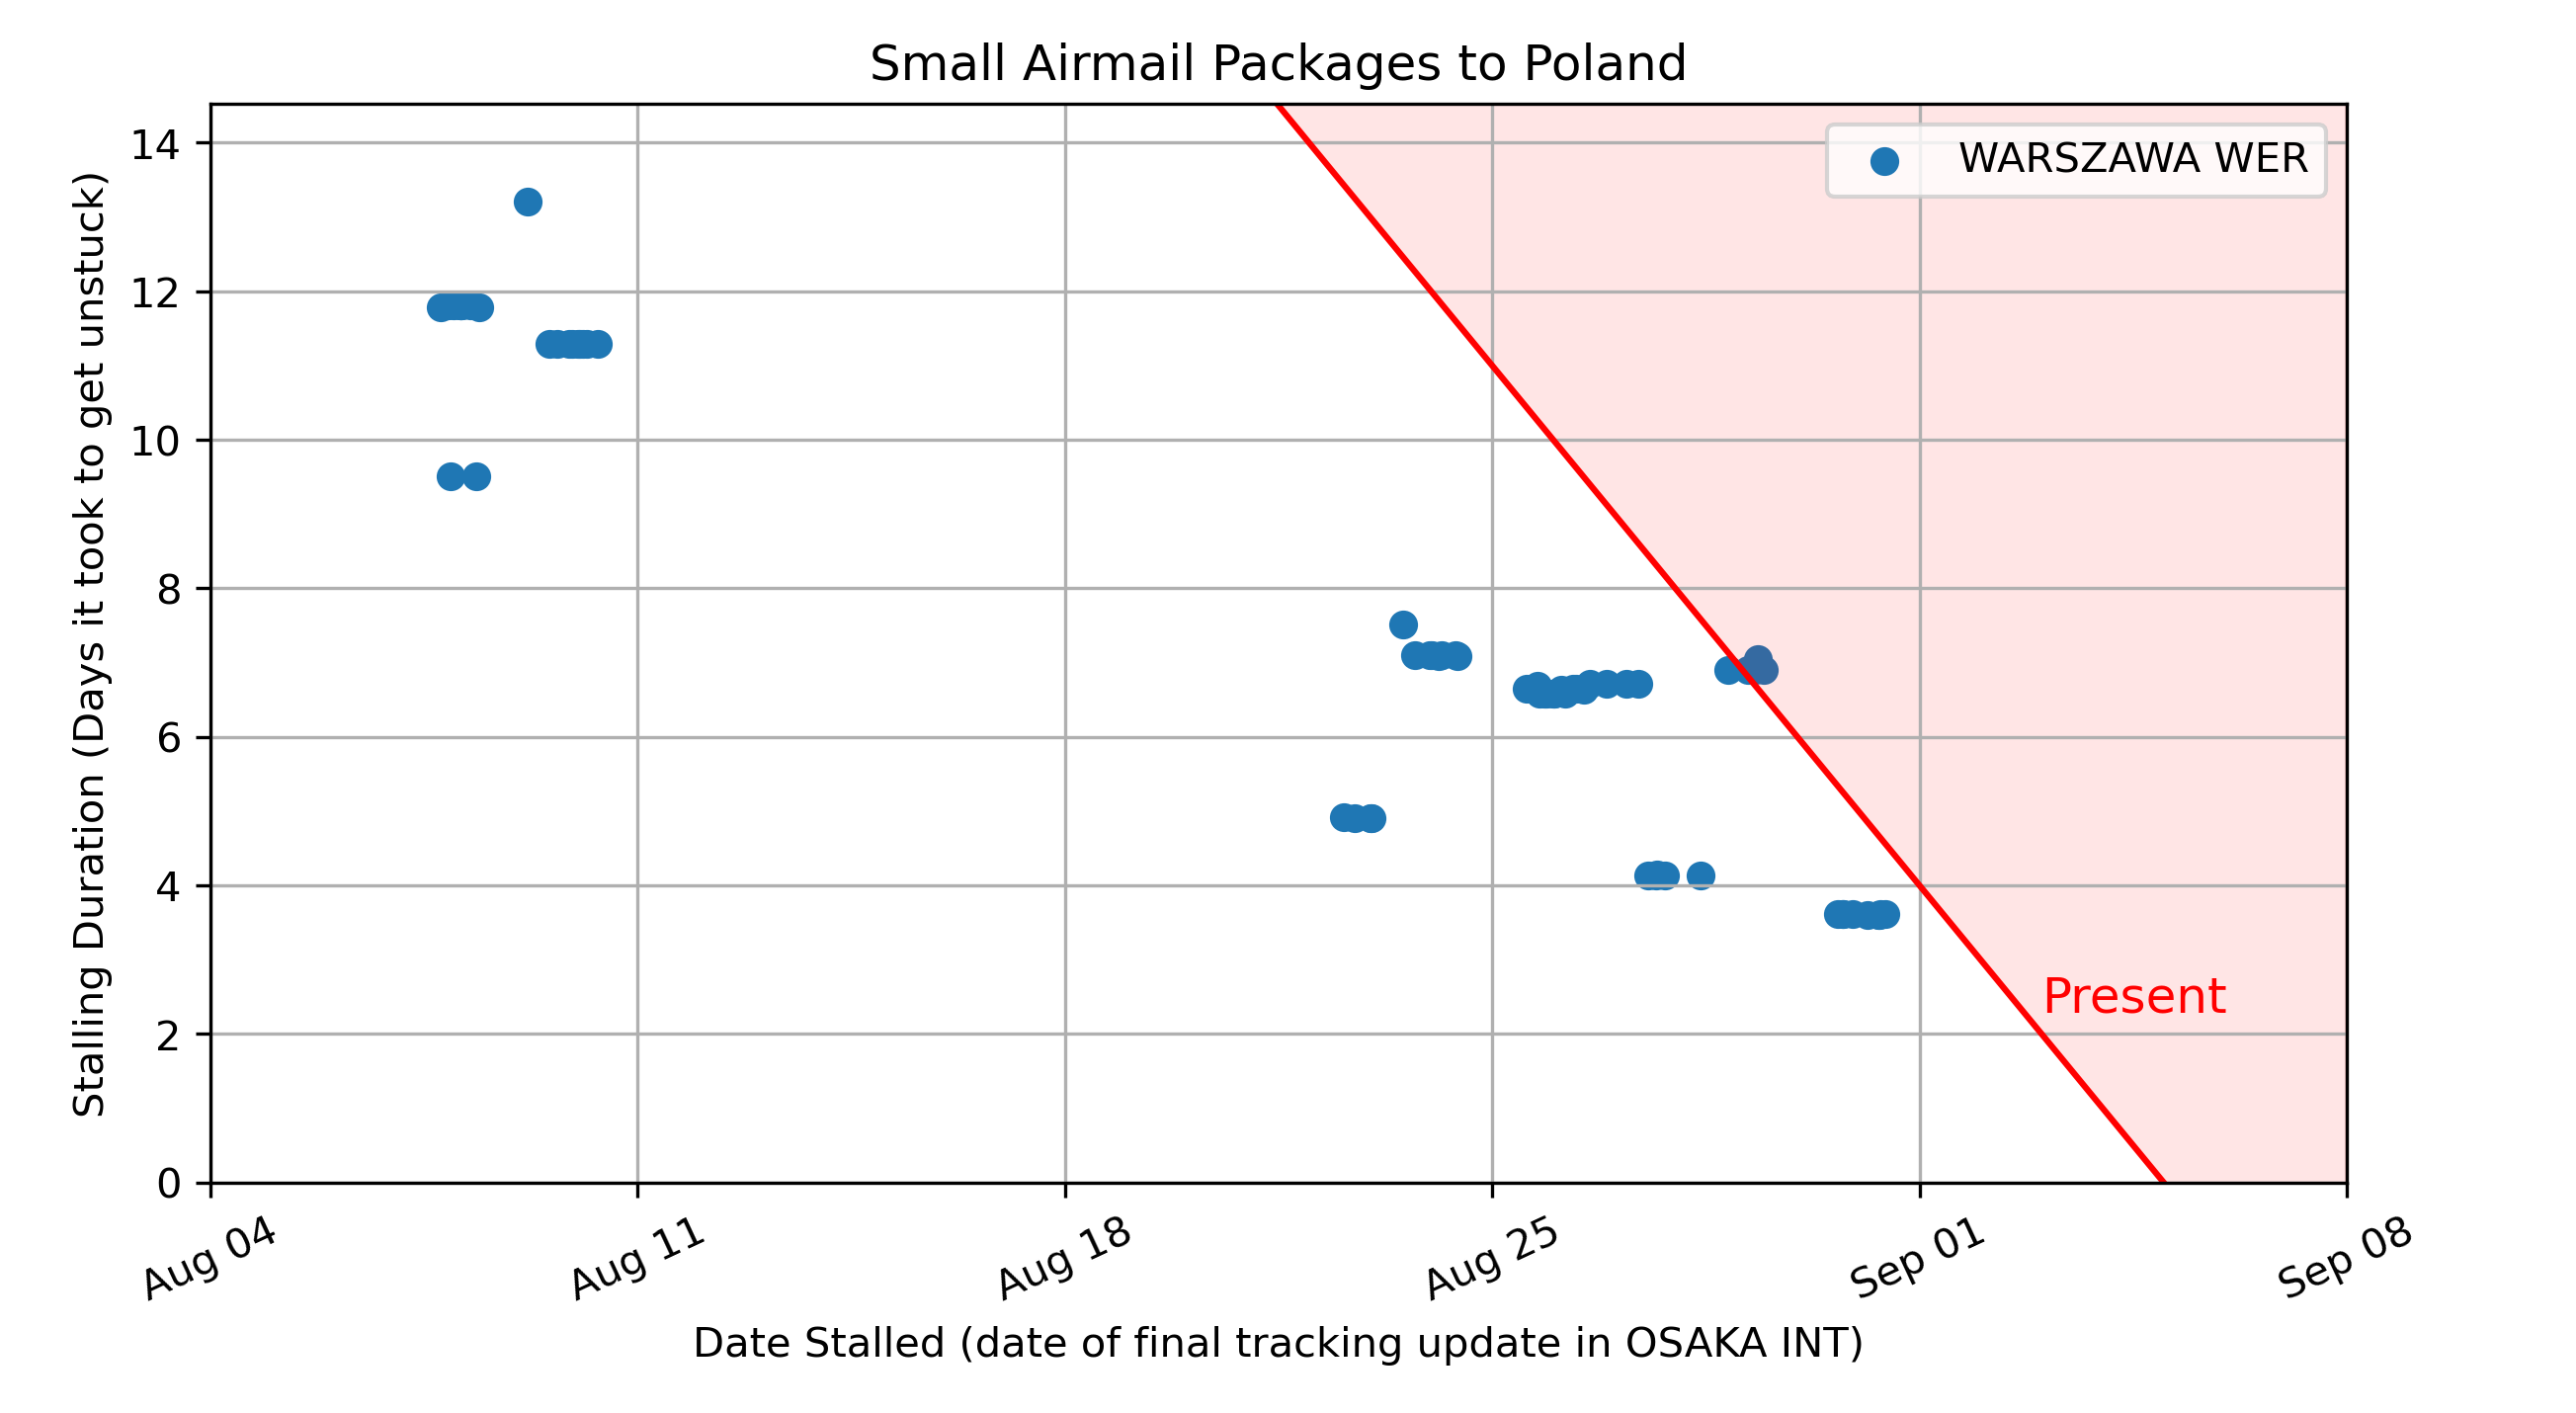 Small Airmail Packages to Poland
WARSZAWA WER
Present
Stalling Duration (Days it took to get unstuck)
14
12
10
8
6
4
2
0
Aug 04
Aug 11
Aug 18
Aug 25
Sep 01
Sep 08
Date Stalled (date of final tracking update in OSAKA INT)